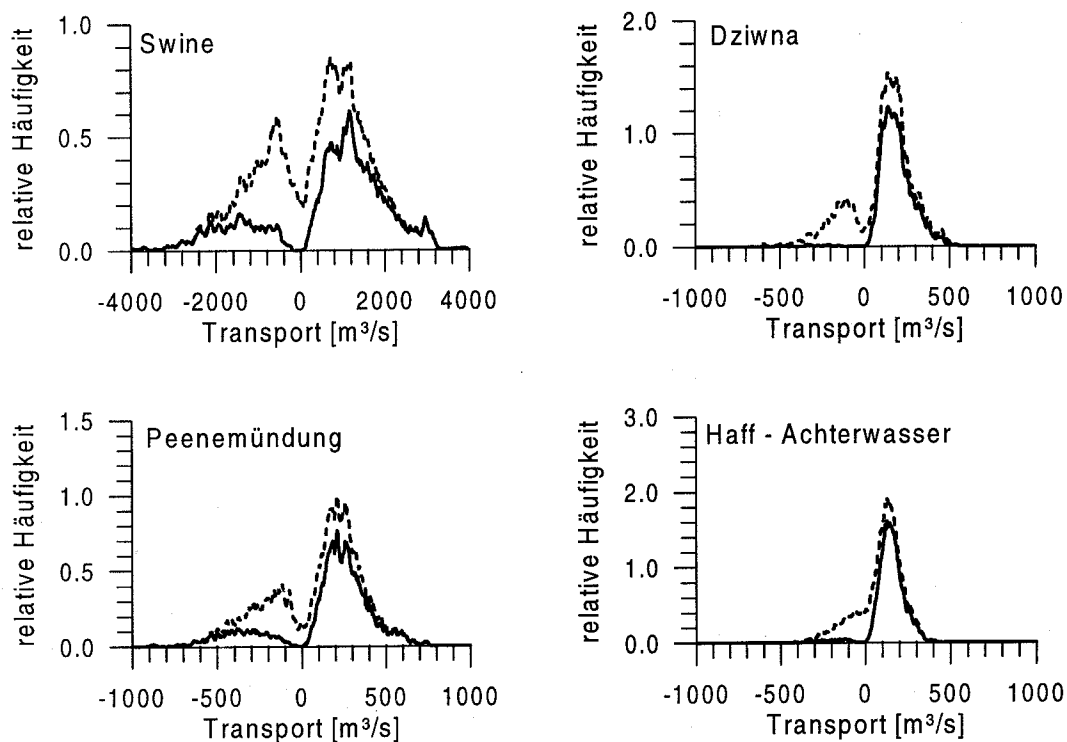 Swine
relative Häufigkeit
1.0
0.5
0.0
-4000 -2000 0 2000 4000
Transport [m³/s]
Dziwna
relative Häufigkeit
2.0
1.0
0.0
-1000 -500 0 500 1000
Transport [m³/s]
Peenemündung
relative Häufigkeit
1.5
1.0
0.5
0.0
-1000 -500 0 500 1000
Transport [m³/s]
Haff - Achterwasser
relative Häufigkeit
3.0
2.0
1.0
0.0
-1000 -500 0 500 1000
Transport [m³/s]